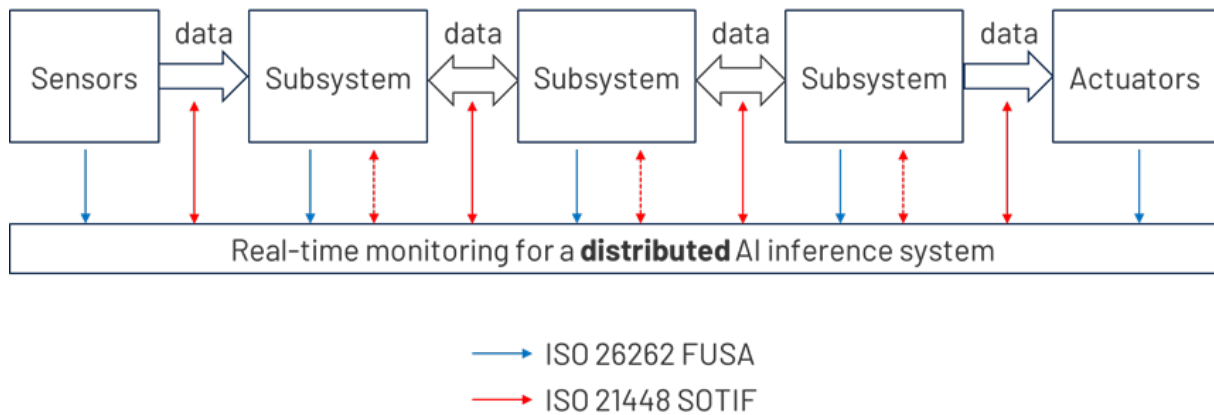 data
data
data
data
Sensors
Subsystem
Subsystem
Subsystem
Actuators
Real-time monitoring for a distributed AI inference system
ISO 26262 FUSA
ISO 21448 SOTIF